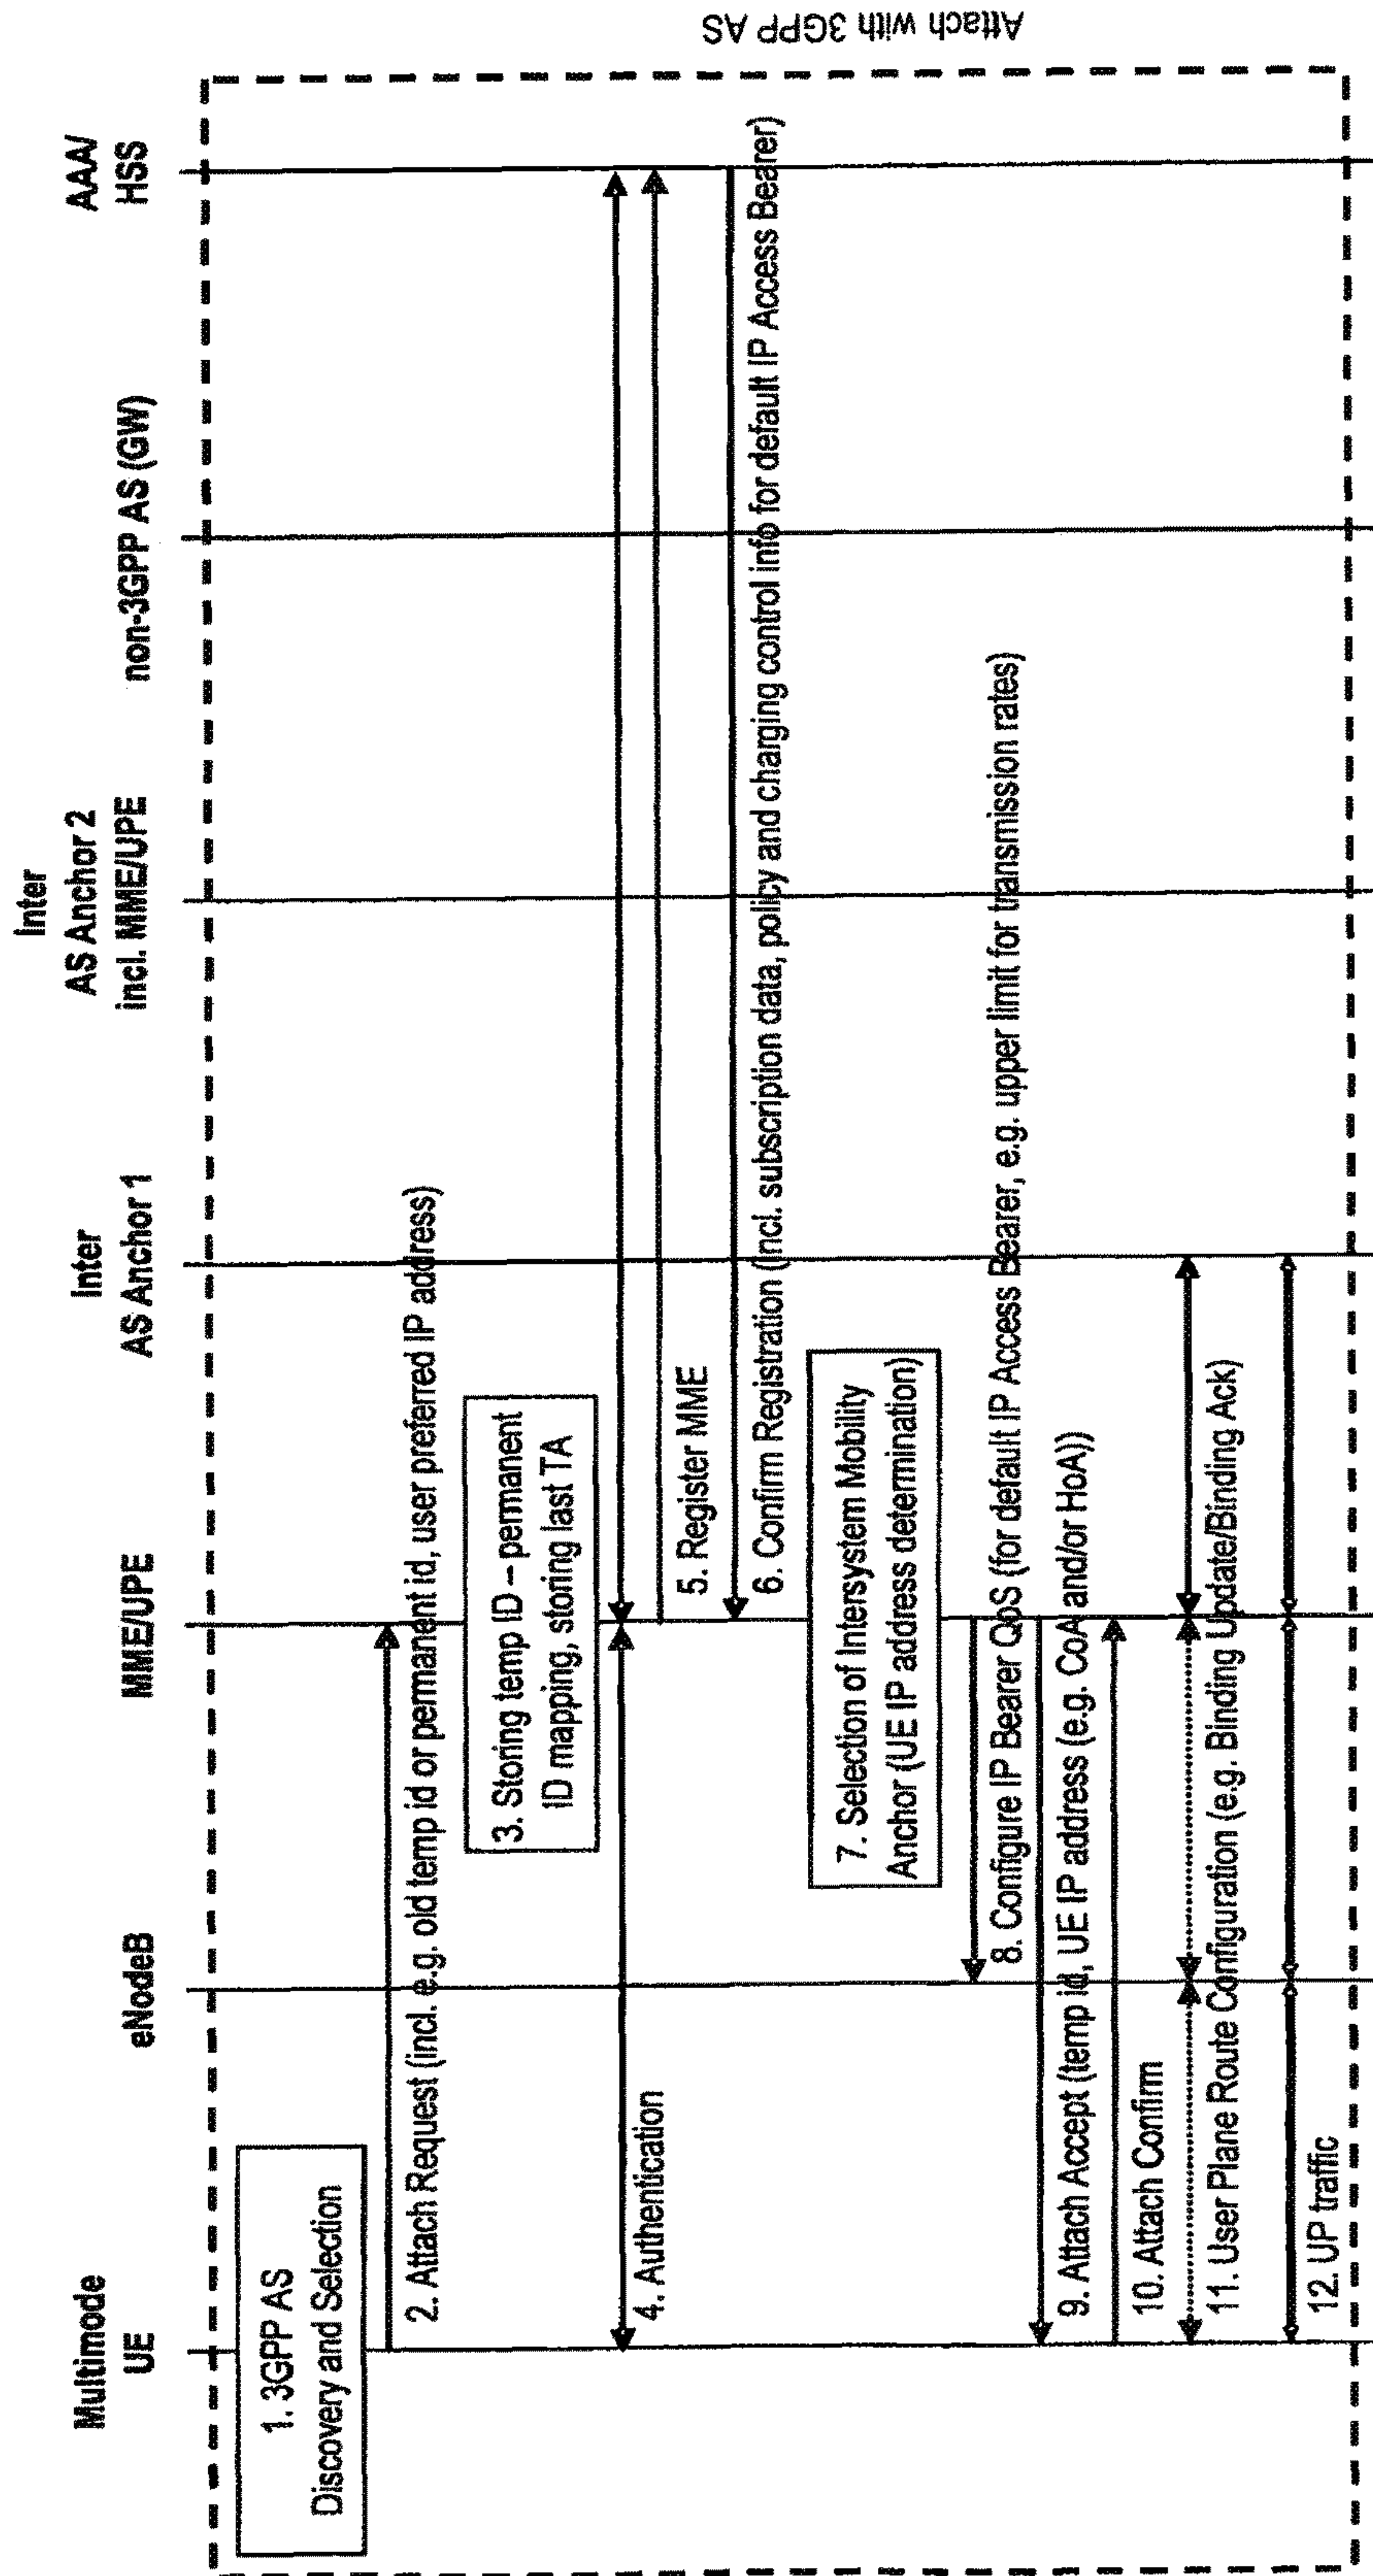 Multimode
UE
eNodeB
MME/UPE
Inter
AS Anchor 1
Inter
AS Anchor 2
incl. MME/UPE
non-3GPP AS (GW)
AAA/
HSS
1. 3GPP AS
Discovery and Selection
2. Attach Request (incl. e.g. old temp id or permanent id, user preferred IP address)
3. Storing temp ID – permanent
ID mapping, storing last TA
4. Authentication
5. Register MME
6. Confirm Registration (incl. subscription data, policy and charging control info for default IP Access Bearer)
7. Selection of Intersystem Mobility
Anchor (UE IP address determination)
8. Configure IP Bearer QoS (for default IP Access Bearer, e.g. upper limit for transmission rates)
9. Attach Accept (temp id, UE IP address (e.g. CoA and/or HoA))
10. Attach Confirm
11. User Plane Route Configuration (e.g. Binding Update/Binding Ack)
12. UP traffic
Attach with 3GPP AS